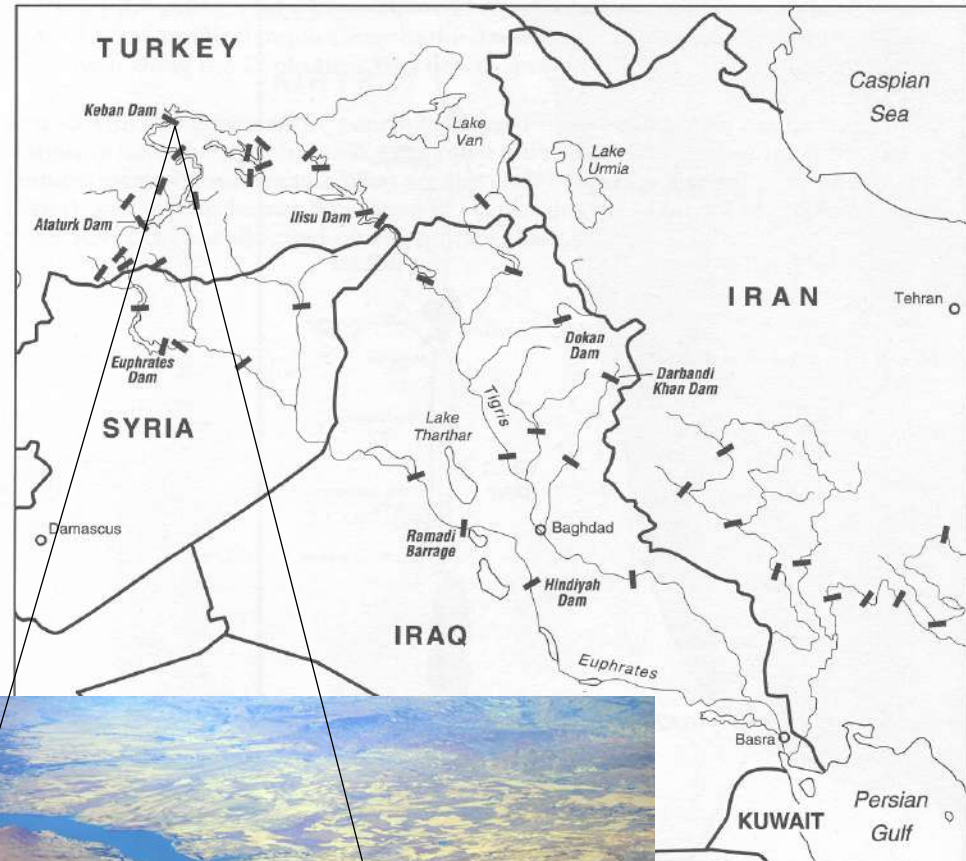 TURKEY
Caspian
Sea
Keban Dam
Lake
Van
Lake
Urmia
Ataturk Dam
Ilisu Dam
IRAN
Tehran
Dokan
Dam
Euphrates
Dam
Darbandi
Khan Dam
Tigris
SYRIA
Lake
Tharthar
Damascus
Ramadi
Barrage
Baghdad
Hindiyah
Dam
IRAQ
Euphrates
Basra
KUWAIT
Persian
Gulf